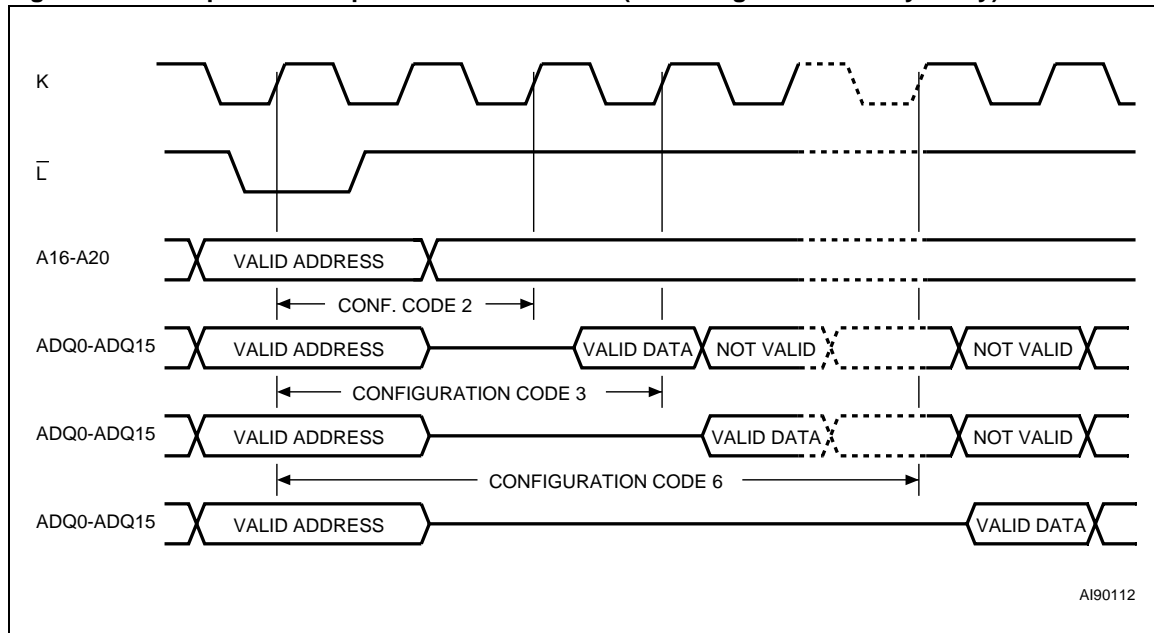 K
L
A16-A20
VALID ADDRESS
CONF. CODE 2
ADQ0-ADQ15
VALID ADDRESS
VALID DATA
NOT VALID
NOT VALID
CONFIGURATION CODE 3
ADQ0-ADQ15
VALID ADDRESS
VALID DATA
NOT VALID
CONFIGURATION CODE 6
ADQ0-ADQ15
VALID ADDRESS
VALID DATA
AI90112